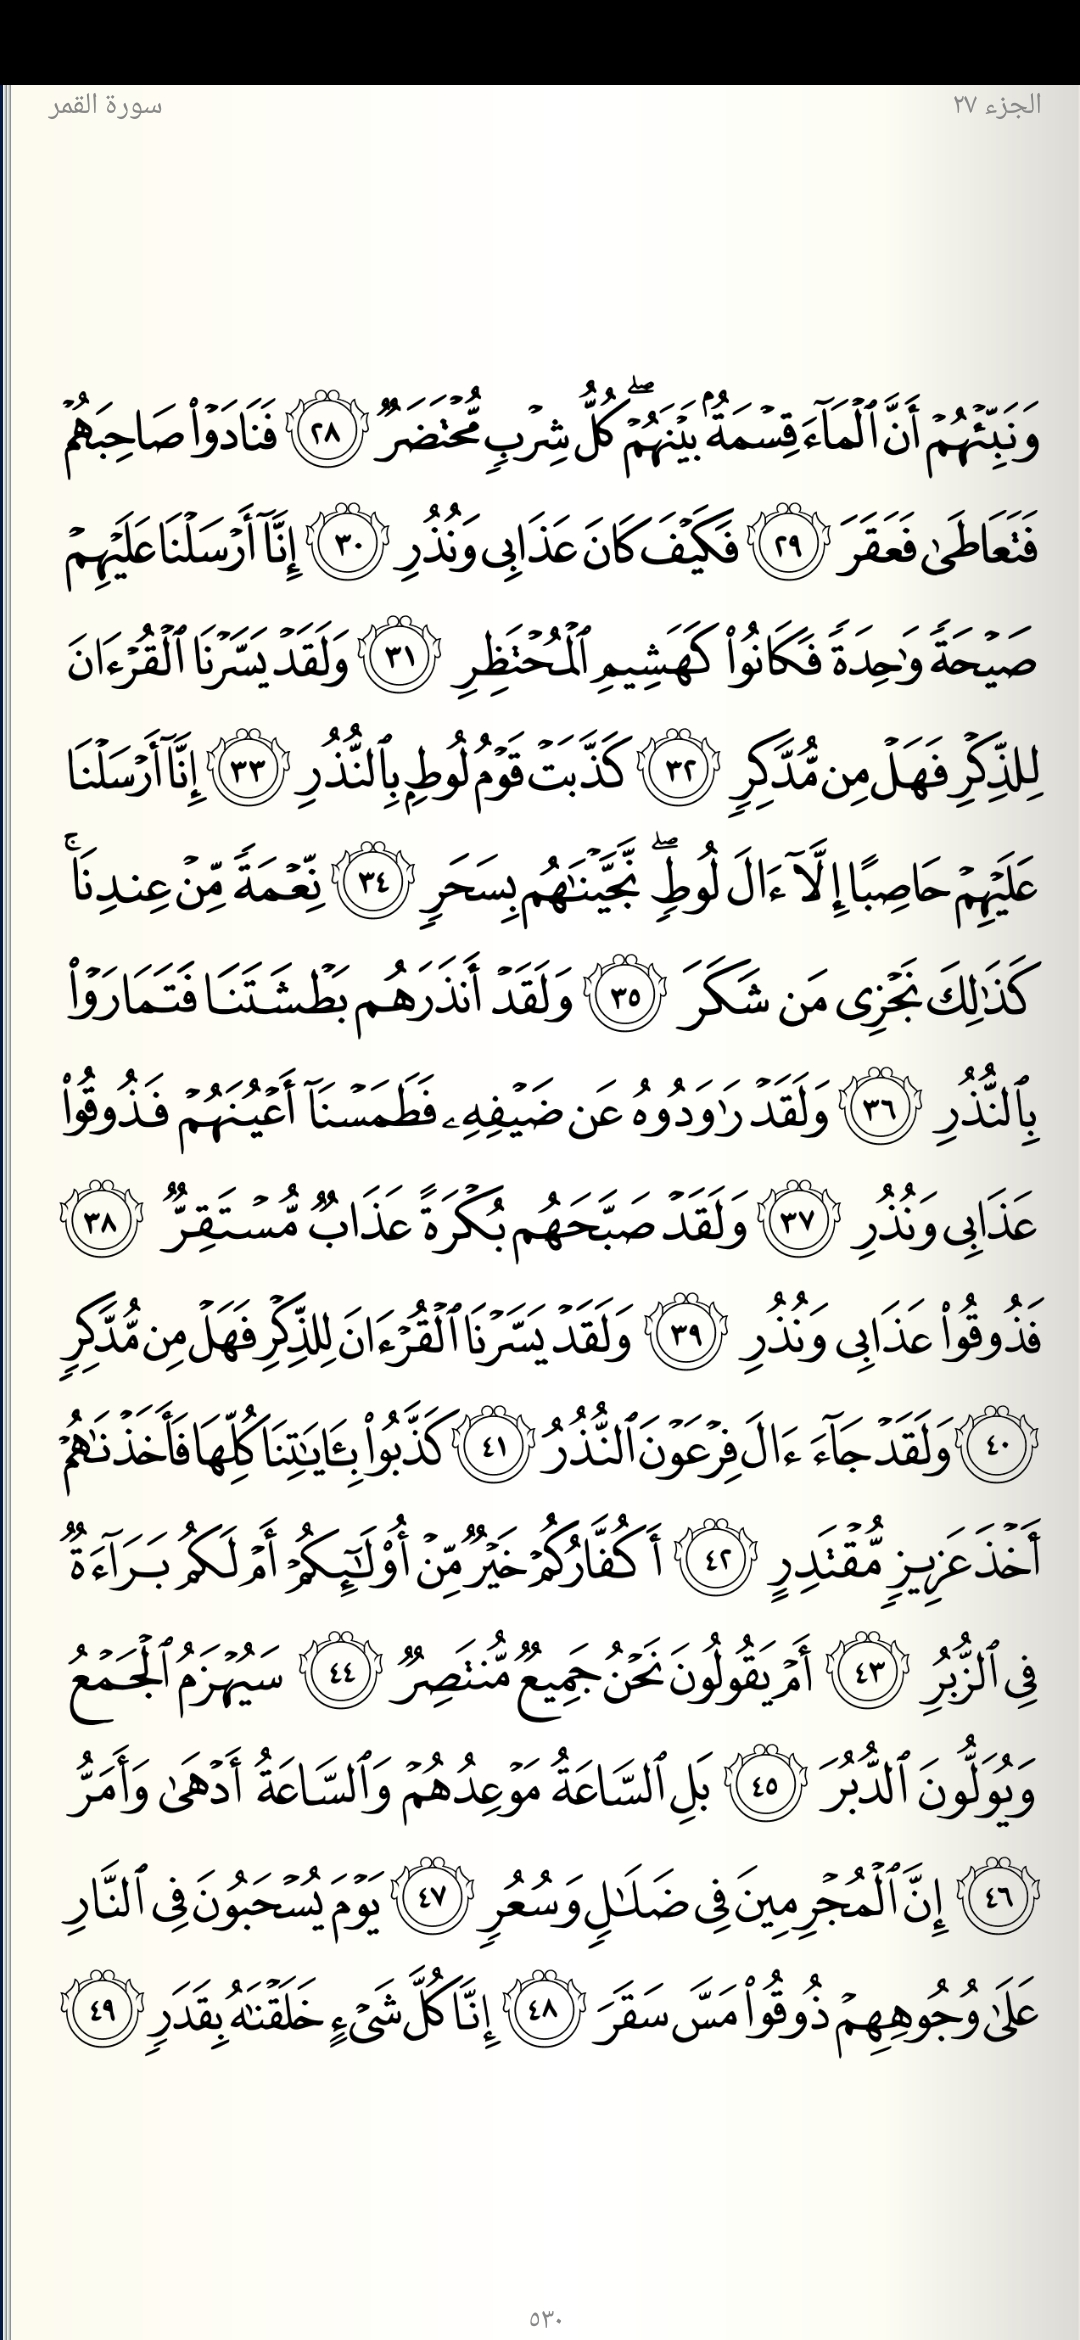 الجزء ٢٧
سورة القمر
وَنَبِّئۡهُمۡ أَنَّ ٱلۡمَآءَ قِسۡمَةُۢ بَيۡنَهُمۡۖ كُلُّ شِرۡبٖ مُّحۡتَضَرٞ ٢٨ فَنَادَوۡاْ صَاحِبَهُمۡ
فَتَعَاطَىٰ فَعَقَرَ ٢٩ فَكَيۡفَ كَانَ عَذَابِي وَنُذُرِ ٣٠ إِنَّآ أَرۡسَلۡنَا عَلَيۡهِمۡ
صَيۡحَةٗ وَٰحِدَةٗ فَكَانُواْ كَهَشِيمِ ٱلۡمُحۡتَظِرِ ٣١ وَلَقَدۡ يَسَّرۡنَا ٱلۡقُرۡءَانَ
لِلذِّكۡرِ فَهَلۡ مِن مُّدَّكِرٖ ٣٢ كَذَّبَتۡ قَوۡمُ لُوطِۭ بِٱلنُّذُرِ ٣٣ إِنَّآ أَرۡسَلۡنَا
عَلَيۡهِمۡ حَاصِبًا إِلَّآ ءَالَ لُوطٖۖ نَّجَّيۡنَٰهُم بِسَحَرٖ ٣٤ نِّعۡمَةٗ مِّنۡ عِندِنَاۚ
كَذَٰلِكَ نَجۡزِي مَن شَكَرَ ٣٥ وَلَقَدۡ أَنذَرَهُم بَطۡشَتَنَا فَتَمَارَوۡاْ
بِٱلنُّذُرِ ٣٦ وَلَقَدۡ رَٰوَدُوهُ عَن ضَيۡفِهِۦ فَطَمَسۡنَآ أَعۡيُنَهُمۡ فَذُوقُواْ
عَذَابِي وَنُذُرِ ٣٧ وَلَقَدۡ صَبَّحَهُم بُكۡرَةً عَذَابٞ مُّسۡتَقِرّٞ ٣٨
فَذُوقُواْ عَذَابِي وَنُذُرِ ٣٩ وَلَقَدۡ يَسَّرۡنَا ٱلۡقُرۡءَانَ لِلذِّكۡرِ فَهَلۡ مِن مُّدَّكِرٖ
٤٠ وَلَقَدۡ جَآءَ ءَالَ فِرۡعَوۡنَ ٱلنُّذُرُ ٤١ كَذَّبُواْ بِـَٔايَٰتِنَا كُلِّهَا فَأَخَذۡنَٰهُمۡ
أَخۡذَ عَزِيزٖ مُّقۡتَدِرٍ ٤٢ أَكُفَّارُكُمۡ خَيۡرٞ مِّنۡ أُوْلَٰٓئِكُمۡ أَمۡ لَكُم بَرَآءَةٞ
فِي ٱلزُّبُرِ ٤٣ أَمۡ يَقُولُونَ نَحۡنُ جَمِيعٞ مُّنتَصِرٞ ٤٤ سَيُهۡزَمُ ٱلۡجَمۡعُ
وَيُوَلُّونَ ٱلدُّبُرَ ٤٥ بَلِ ٱلسَّاعَةُ مَوۡعِدُهُمۡ وَٱلسَّاعَةُ أَدۡهَىٰ وَأَمَرُّ
٤٦ إِنَّ ٱلۡمُجۡرِمِينَ فِي ضَلَٰلٖ وَسُعُرٖ ٤٧ يَوۡمَ يُسۡحَبُونَ فِي ٱلنَّارِ
عَلَىٰ وُجُوهِهِمۡ ذُوقُواْ مَسَّ سَقَرَ ٤٨ إِنَّا كُلَّ شَيۡءٍ خَلَقۡنَٰهُ بِقَدَرٖ ٤٩
٥٣٠